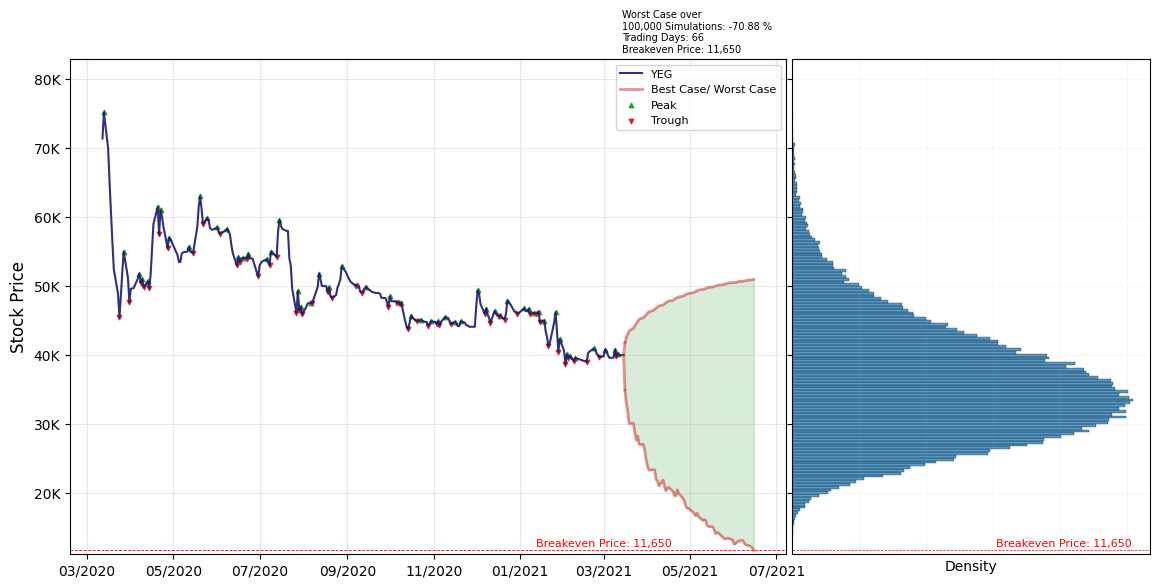 Worst Case over
100,000 Simulations: -70.88 %
Trading Days: 66
Breakeven Price: 11,650
YEG
Best Case/ Worst Case
Peak
Trough
Stock Price
80K
70K
60K
50K
40K
30K
20K
Breakeven Price: 11,650
Breakeven Price: 11,650
03/2020 05/2020 07/2020 09/2020 11/2020 01/2021 03/2021 05/2021 07/2021
Density